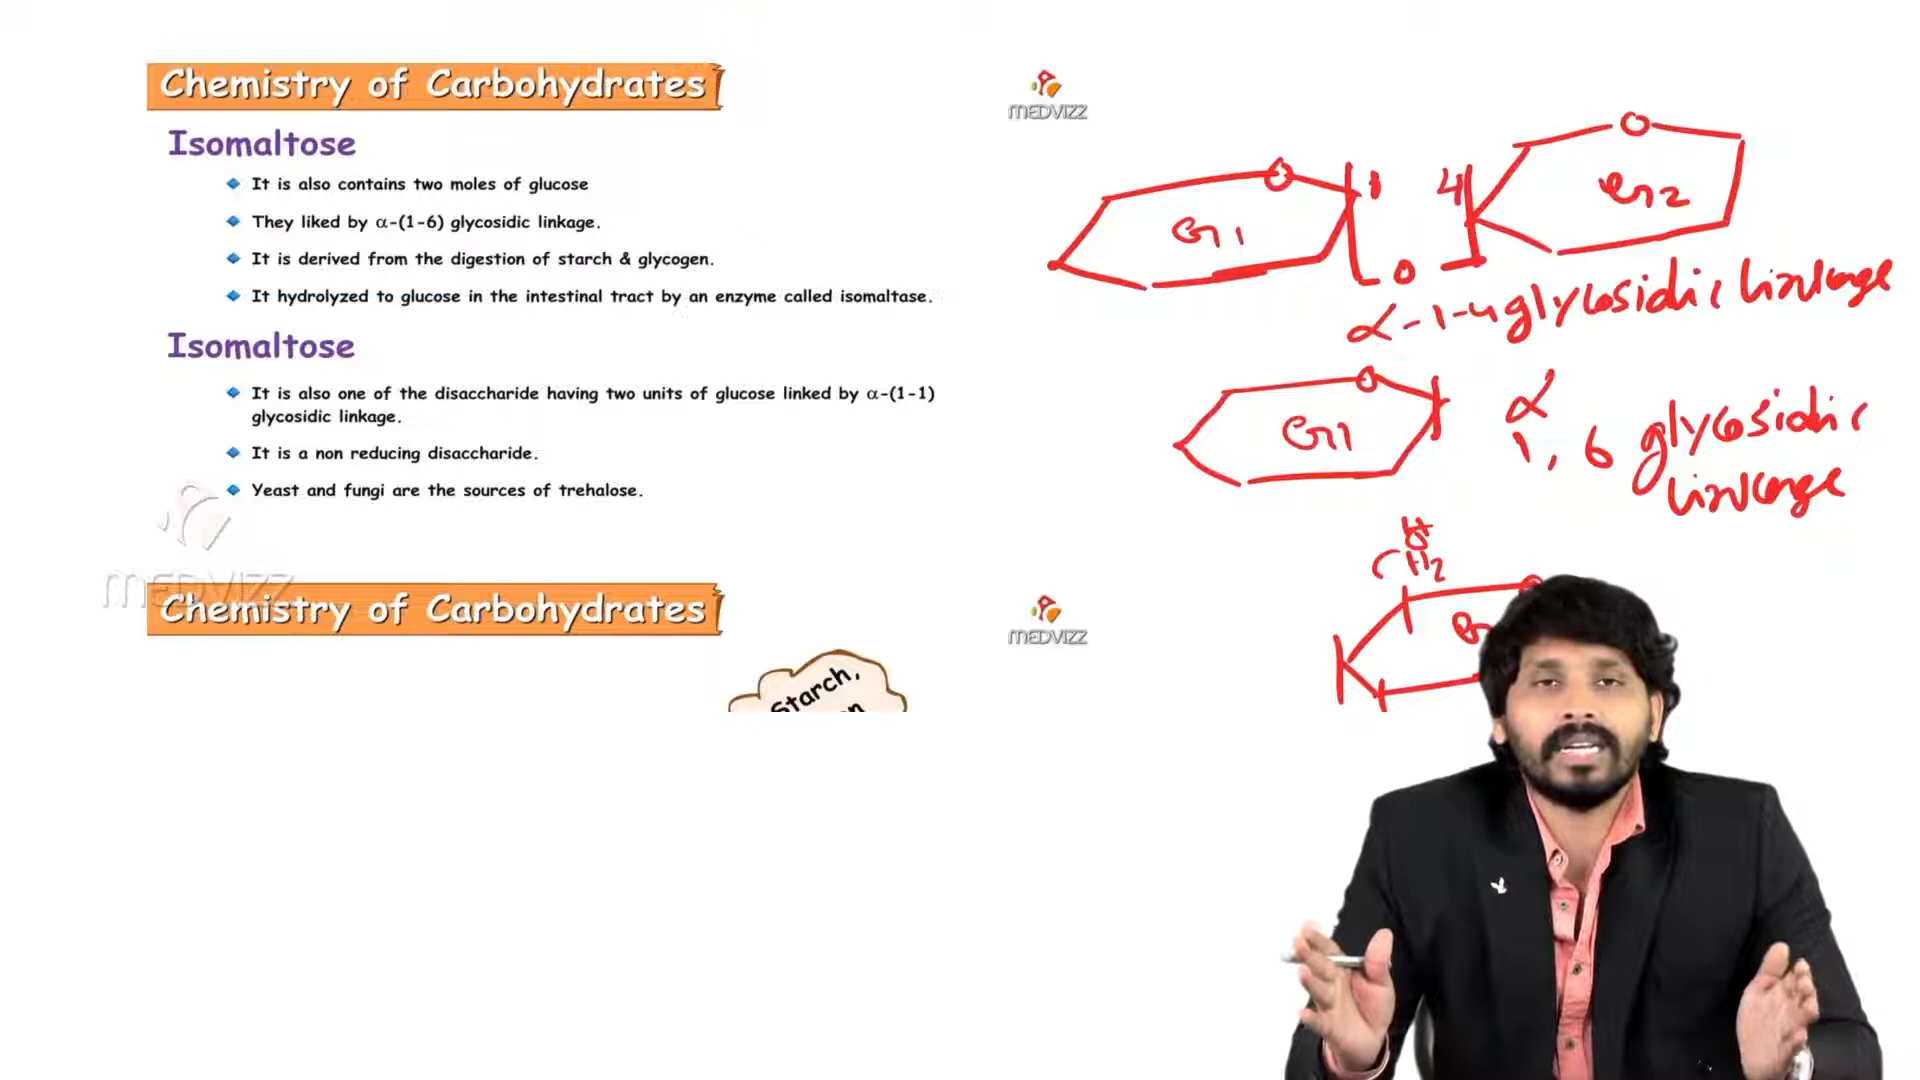 Chemistry of Carbohydrates
Isomaltose
It is also contains two moles of glucose
They liked by α-(1-6) glycosidic linkage.
It is derived from the digestion of starch & glycogen.
It hydrolyzed to glucose in the intestinal tract by an enzyme called isomaltase.
Isomaltose
It is also one of the disaccharide having two units of glucose linked by α-(1-1)
glycosidic linkage.
It is a non reducing disaccharide.
Yeast and fungi are the sources of trehalose.
MEDVIZZ
Chemistry of Carbohydrates
Starch,
MEDVIZZ
O
O
1
4
G1
G2
O
α-1-4 glycosidic linkage
O
G1
α
1, 6 glycosidic
linkage
CH2
MEDVIZZ